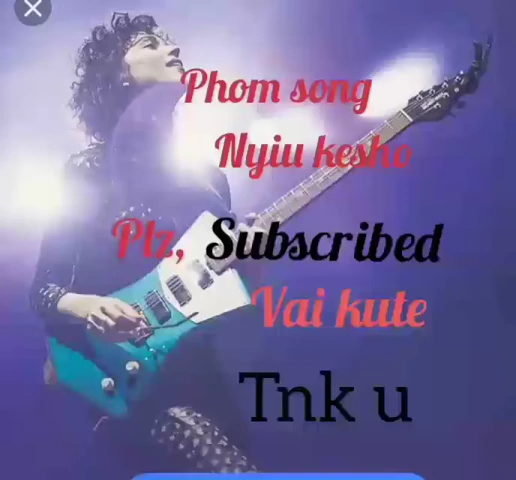 Phom song
Nyiu kesho
Plz, Subscribed
Vai kute
Tnk u